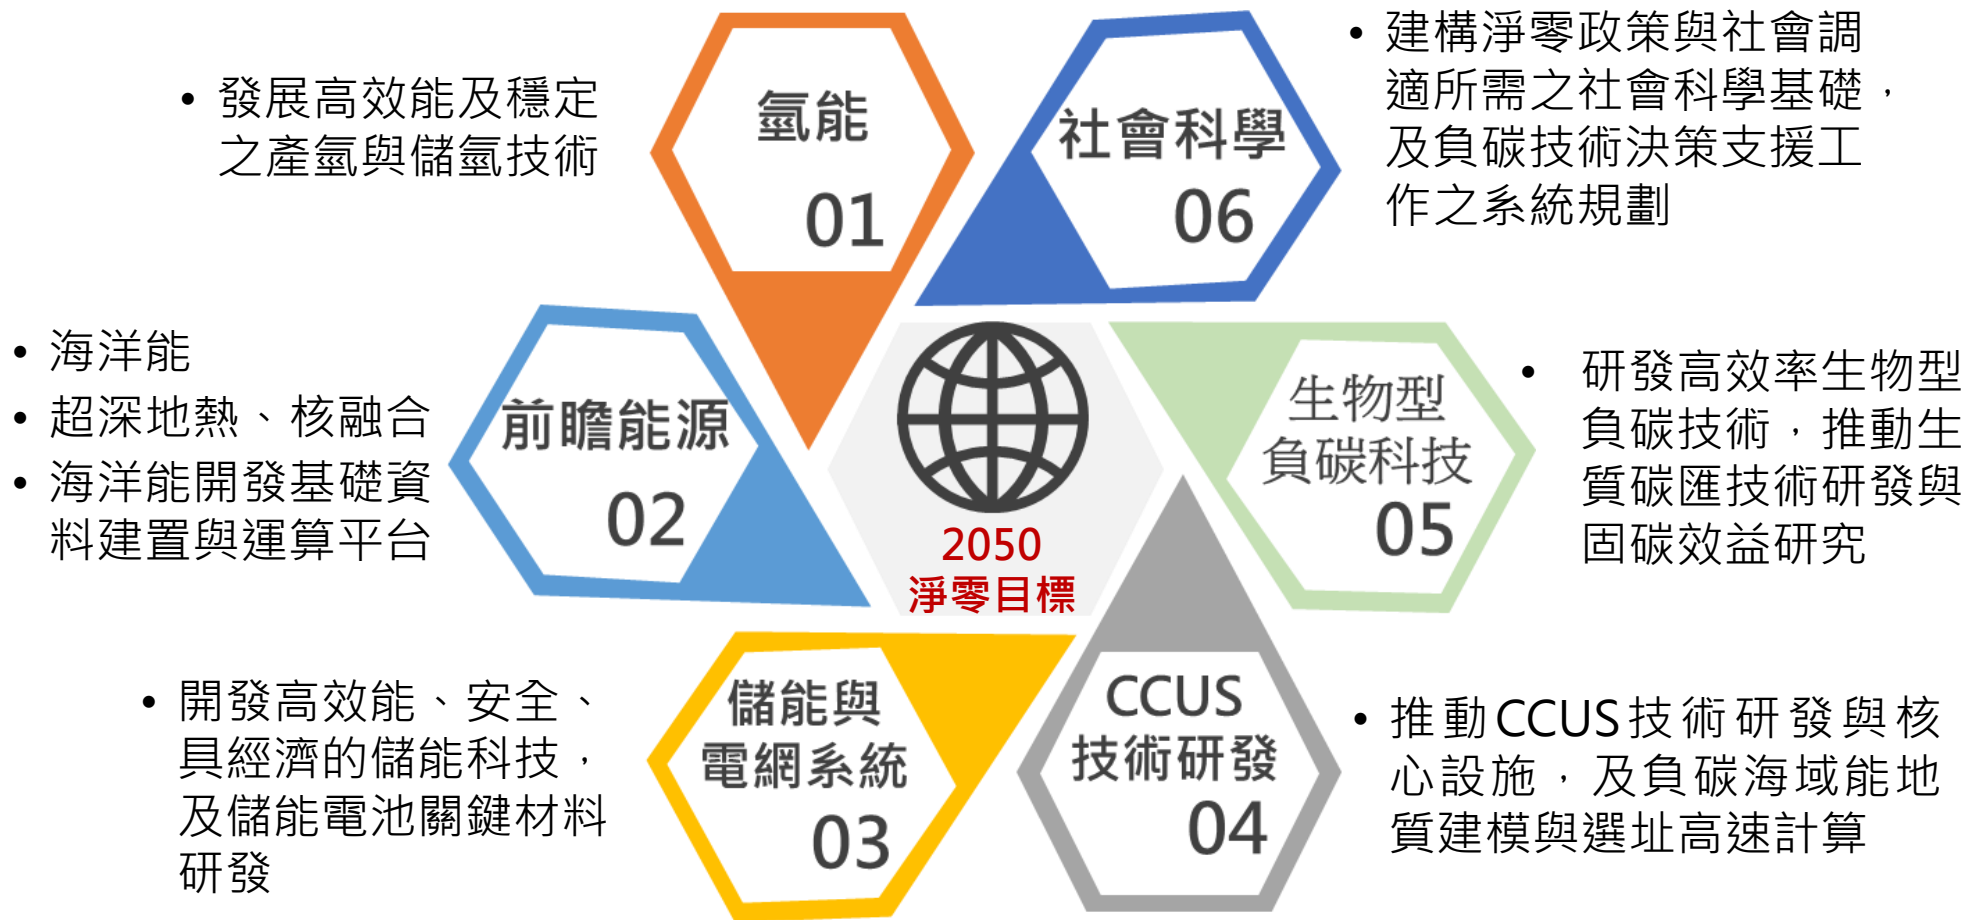 • 發展高效能及穩定
之產氫與儲氫技術
氫能
01
• 海洋能
• 超深地熱、核融合
• 海洋能開發基礎資
料建置與運算平台
前瞻能源
02
• 開發高效能、安全、
具經濟的儲能科技，
及儲能電池關鍵材料
研發
儲能與
電網系統
03
2050
淨零目標
CCUS
技術研發
04
• 推動CCUS技術研發與核
心設施，及負碳海域能地
質建模與選址高速計算
生物型
負碳科技
05
• 研發高效率生物型
負碳技術，推動生
質碳匯技術研發與
固碳效益研究
社會科學
06
• 建構淨零政策與社會調
適所需之社會科學基礎，
及負碳技術決策支援工
作之系統規劃